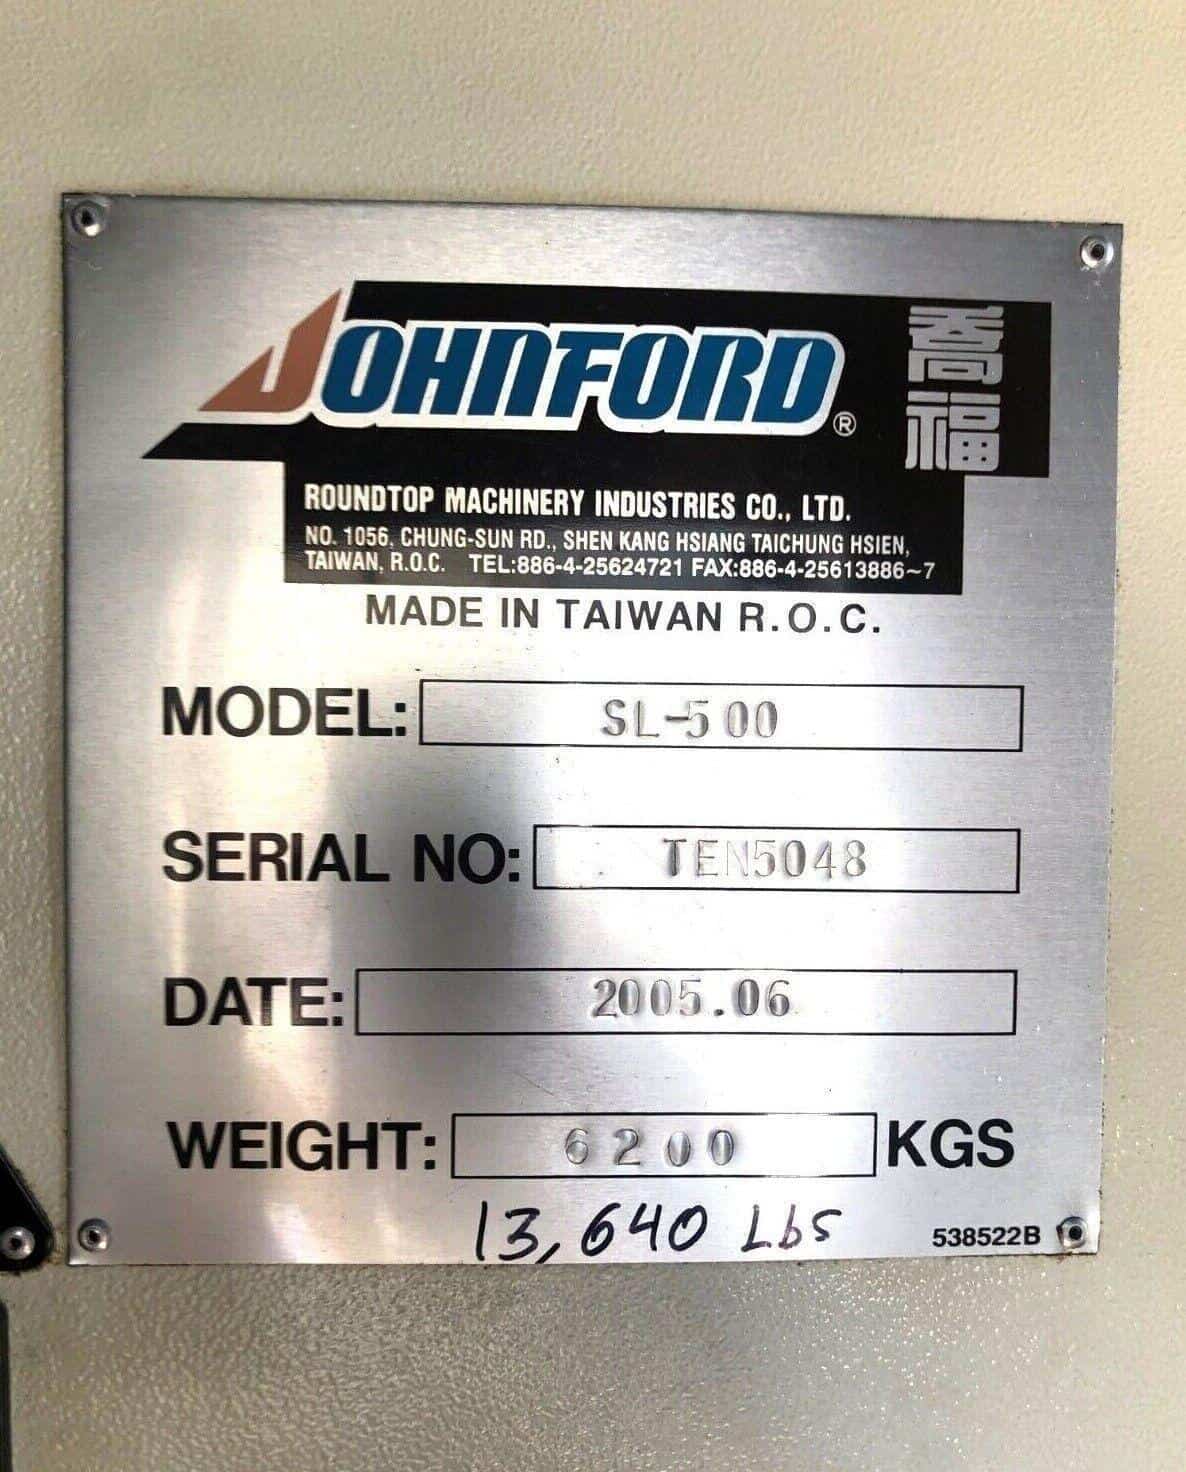 JOHNFORD ®
喬福
ROUNDTOP MACHINERY INDUSTRIES CO., LTD.
NO. 1056, CHUNG-SUN RD., SHEN KANG HSIANG TAICHUNG HSIEN,
TAIWAN, R.O.C. TEL:886-4-25624721 FAX:886-4-25613886~7
MADE IN TAIWAN R.O.C.
MODEL: SL-500
SERIAL NO: TEN5048
DATE: 2005.06
WEIGHT: 6200 KGS
13,640 Lbs
538522B